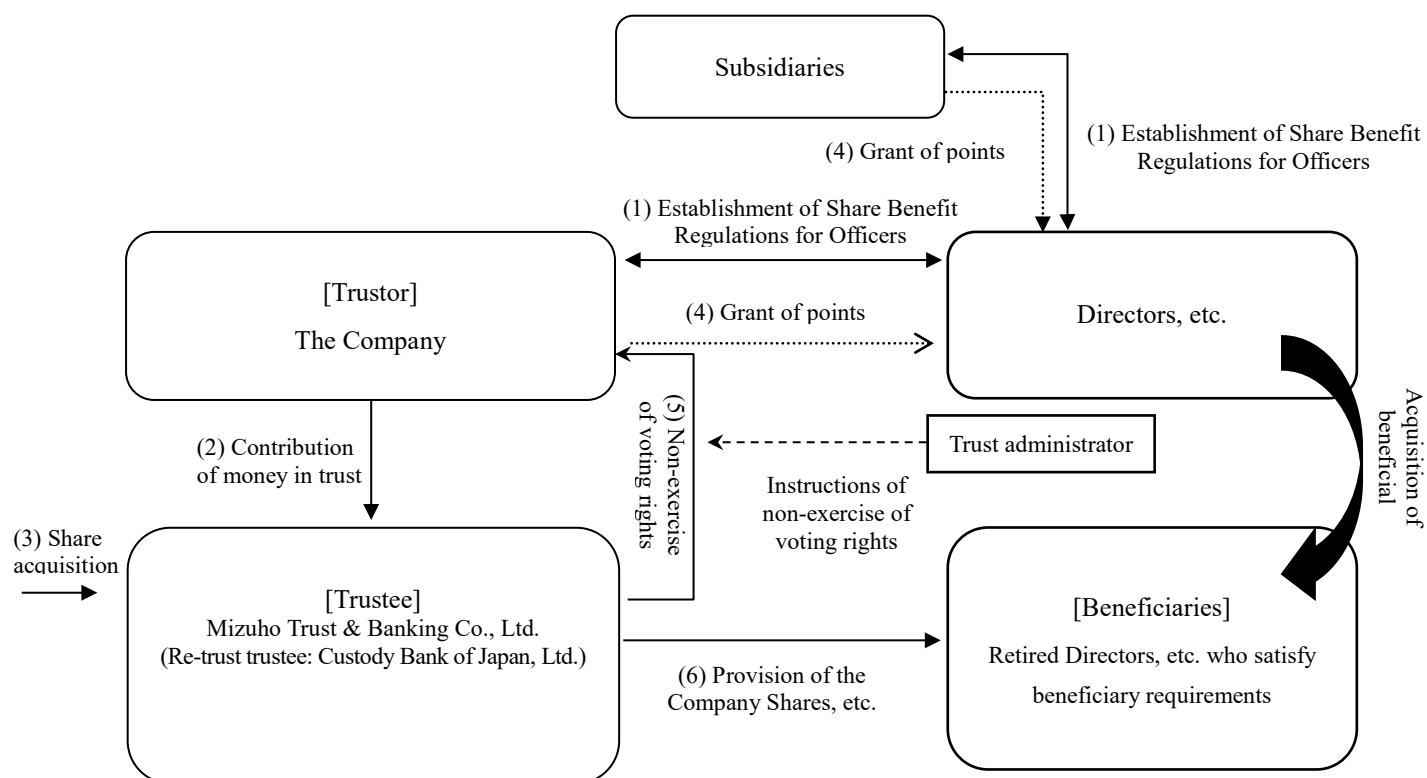 Subsidiaries
(4) Grant of points
(1) Establishment of Share Benefit
Regulations for Officers
(1) Establishment of Share Benefit
Regulations for Officers
[Trustor]
The Company
(4) Grant of points
Directors, etc.
(5) Non-exercise
of voting rights
Trust administrator
Acquisition of
beneficial
(2) Contribution
of money in trust
Instructions of
non-exercise of
voting rights
(3) Share
acquisition
[Trustee]
Mizuho Trust & Banking Co., Ltd.
(Re-trust trustee: Custody Bank of Japan, Ltd.)
(6) Provision of the
Company Shares, etc.
[Beneficiaries]
Retired Directors, etc. who satisfy
beneficiary requirements